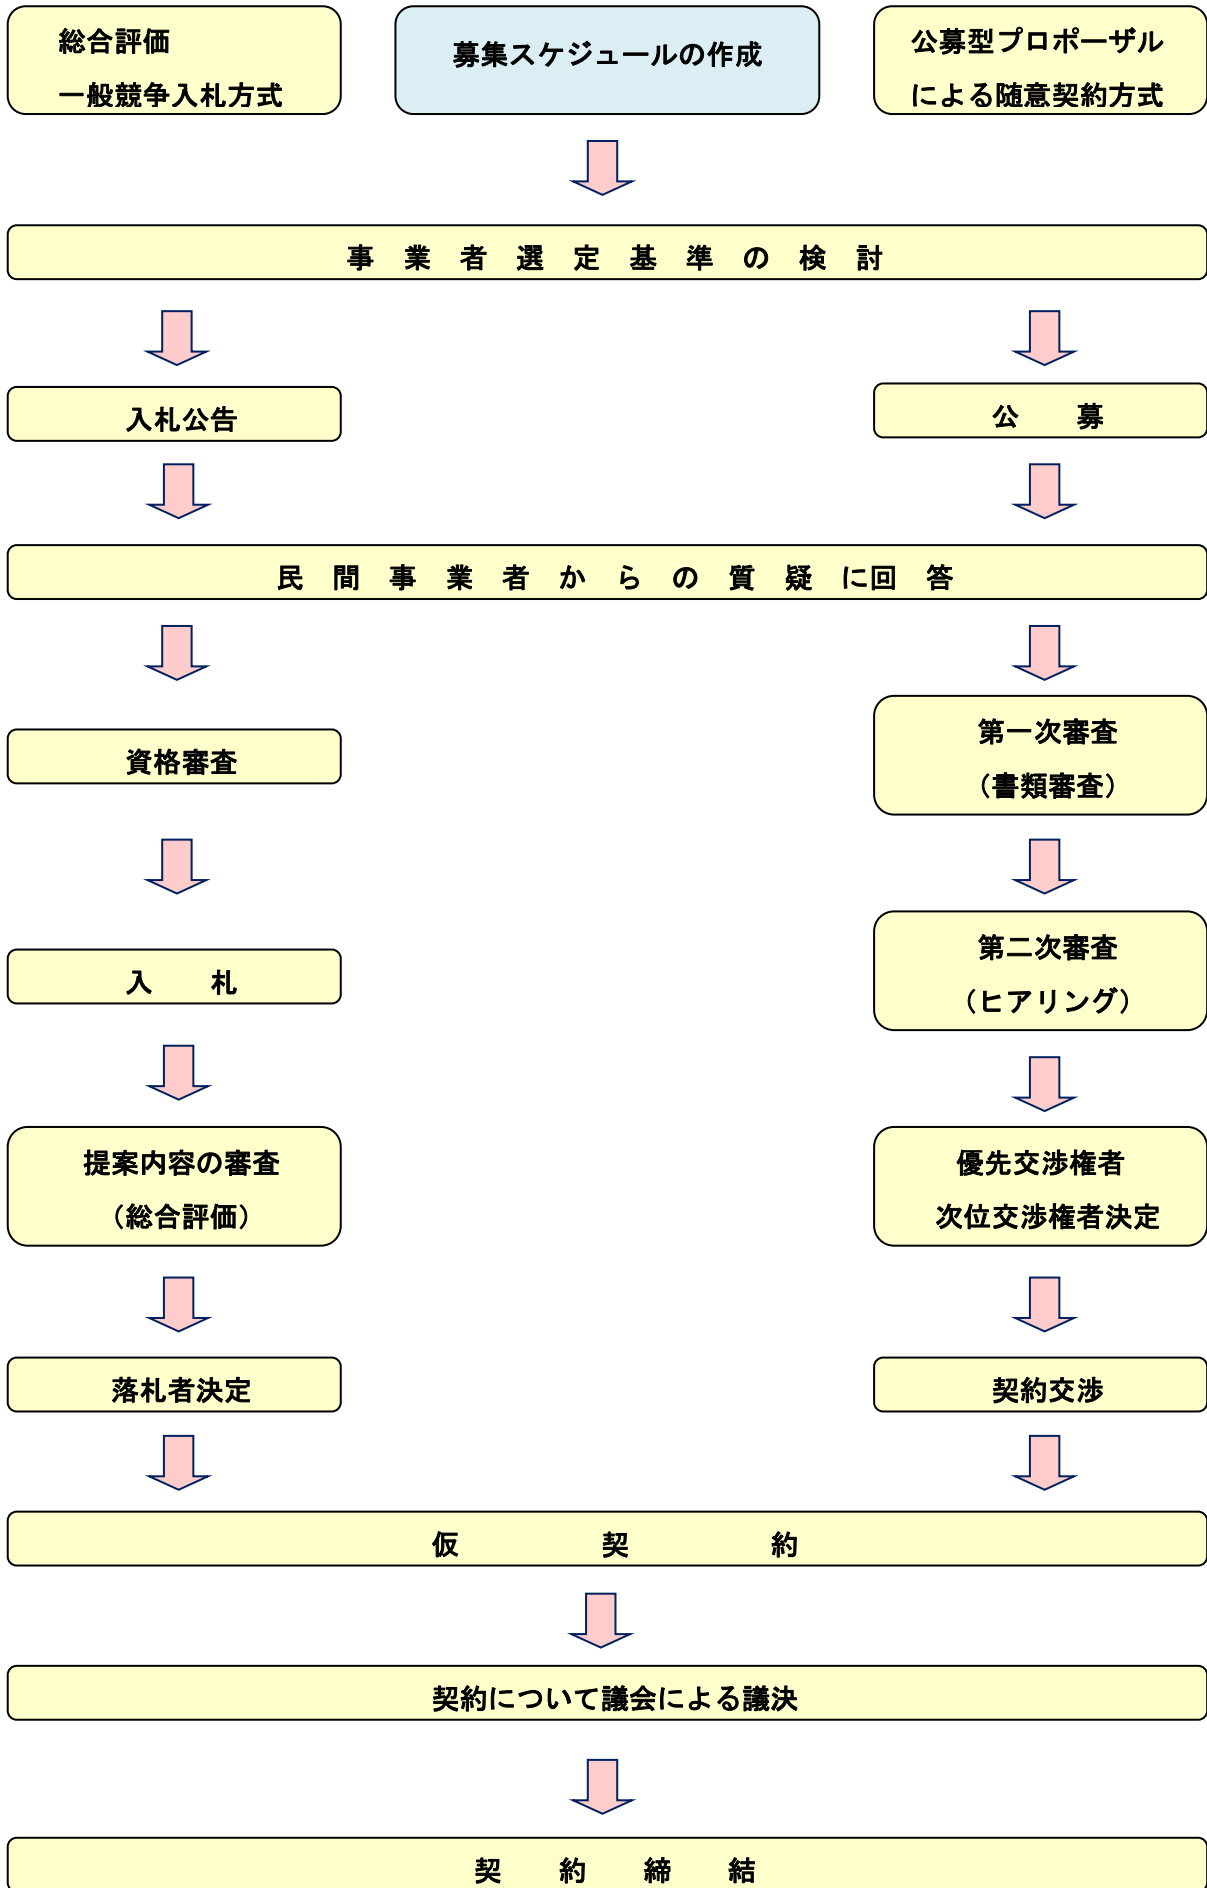 総合評価
一般競争入札方式
募集スケジュールの作成
公募型プロポーザル
による随意契約方式
事　業　者　選　定　基　準　の　検　討
入札公告
公　　募
民　間　事　業　者　か　ら　の　質　疑　に回　答
資格審査
第一次審査
（書類審査）
入　　札
第二次審査
（ヒアリング）
提案内容の審査
（総合評価）
優先交渉権者
次位交渉権者決定
落札者決定
契約交渉
仮　　　　　契　　　　　約
契約について議会による議決
契　　約　　締　　結